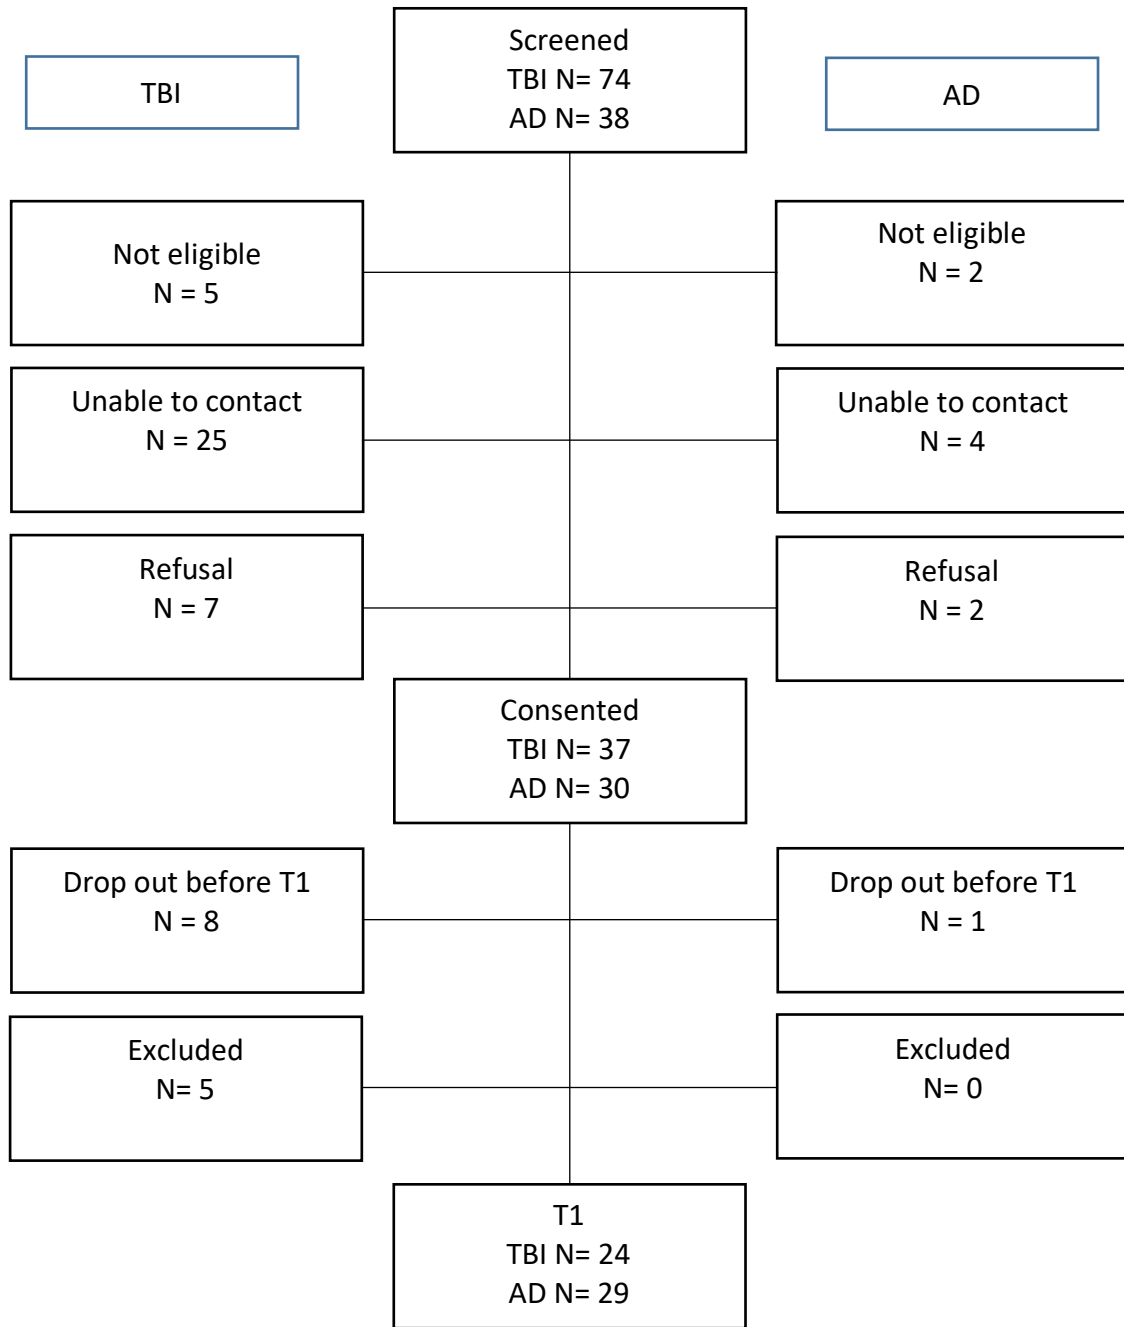 Screened
TBI N= 74
AD N= 38
TBI
AD
Not eligible
N = 5
Not eligible
N = 2
Unable to contact
N = 25
Unable to contact
N = 4
Refusal
N = 7
Refusal
N = 2
Consented
TBI N= 37
AD N= 30
Drop out before T1
N = 8
Drop out before T1
N = 1
Excluded
N= 5
Excluded
N= 0
T1
TBI N= 24
AD N= 29